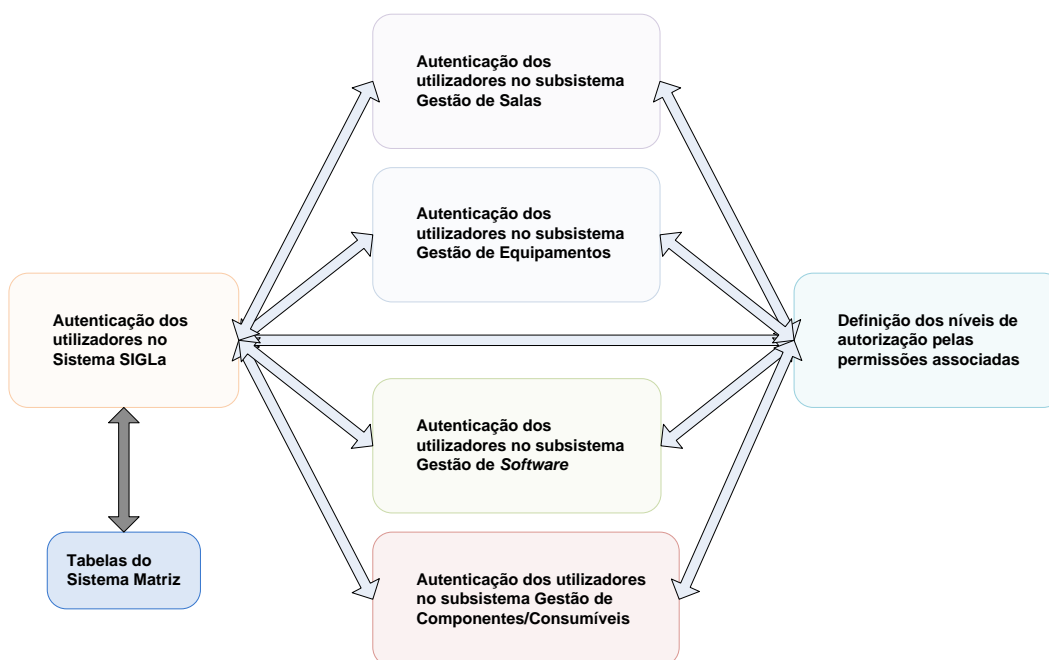 Autenticação dos
utilizadores no subsistema
Gestão de Salas
Autenticação dos
utilizadores no subsistema
Gestão de Equipamentos
Autenticação dos
utilizadores no
Sistema SIGLa
Definição dos níveis de
autorização pelas
permissões associadas
Autenticação dos
utilizadores no subsistema
Gestão de Software
Tabelas do
Sistema Matriz
Autenticação dos utilizadores
no subsistema Gestão de
Componentes/Consumíveis